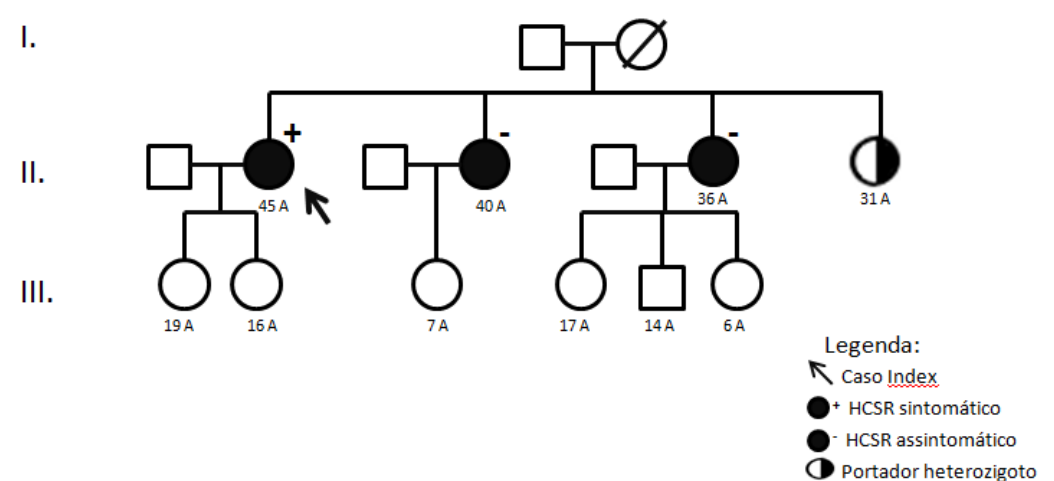 I.
+ - -
II.
45 A 40 A 36 A 31 A
III.
19 A 16 A 7 A 17 A 14 A 6 A
Legenda:
Caso Index
+ HCSR sintomático
- HCSR assintomático
Portador heterozigoto